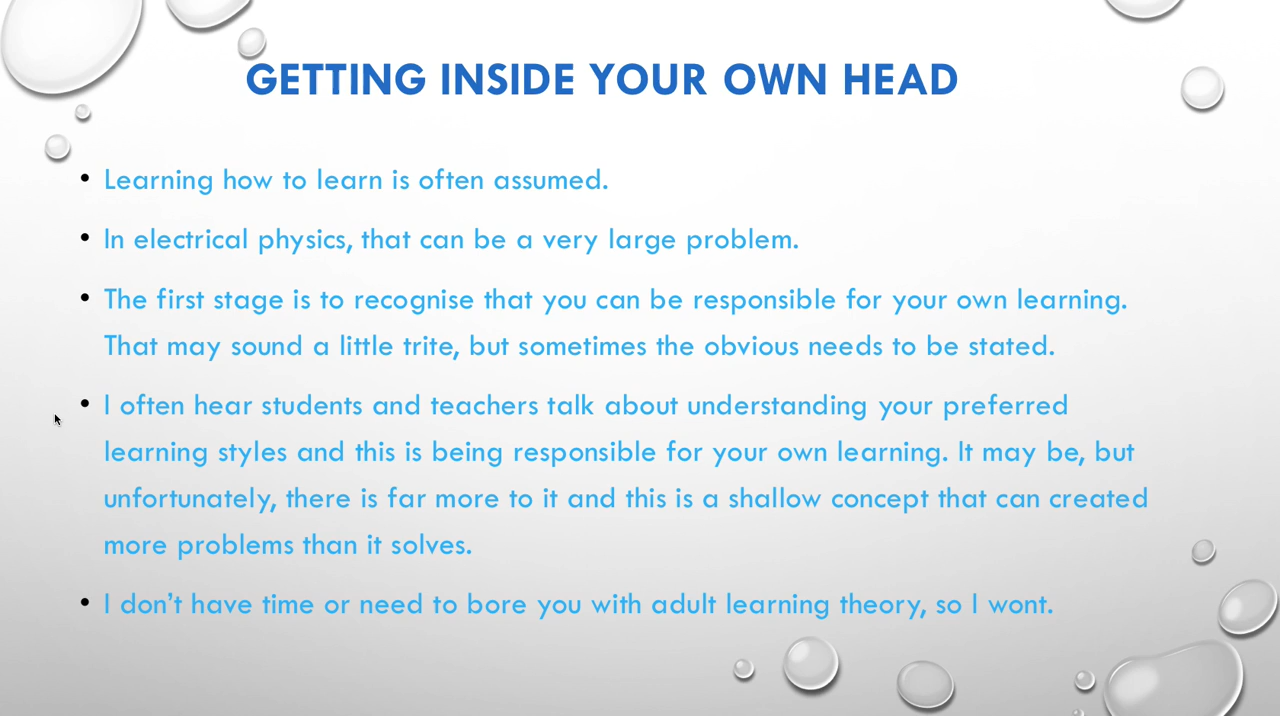 GETTING INSIDE YOUR OWN HEAD
• Learning how to learn is often assumed.
• In electrical physics, that can be a very large problem.
• The first stage is to recognise that you can be responsible for your own learning.
That may sound a little trite, but sometimes the obvious needs to be stated.
• I often hear students and teachers talk about understanding your preferred
learning styles and this is being responsible for your own learning. It may be, but
unfortunately, there is far more to it and this is a shallow concept that can created
more problems than it solves.
• I don’t have time or need to bore you with adult learning theory, so I wont.